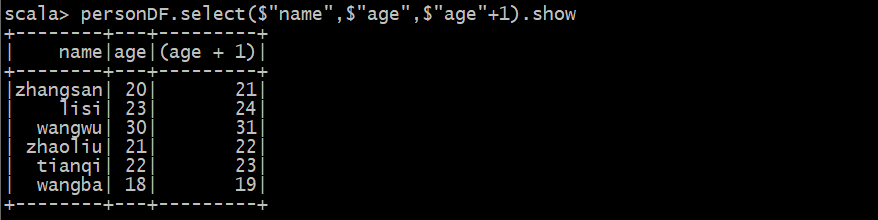 scala> personDF.select($"name",$"age",$"age"+1).show
+--------+---+---------+
|    name|age|(age + 1)|
+--------+---+---------+
|zhangsan| 20|       21|
|    lisi| 23|       24|
|  wangwu| 30|       31|
| zhaoliu| 21|       22|
|  tianqi| 22|       23|
|  wangba| 18|       19|
+--------+---+---------+